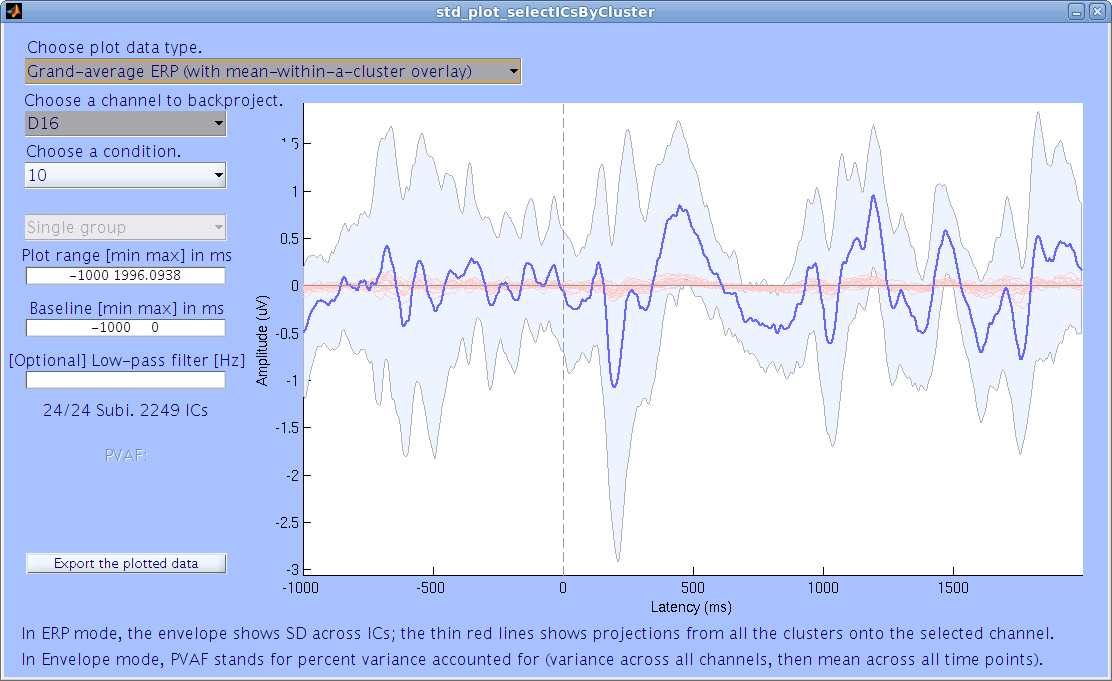 std_plot_selectICsByCluster
Choose plot data type.
Grand-average ERP (with mean-within-a-cluster overlay)
Choose a channel to backproject.
D16
Choose a condition.
10
Single group
Plot range [min max] in ms
-1000 1996.0938
Baseline [min max] in ms
-1000 0
[Optional] Low-pass filter [Hz]
24/24 Subj. 2249 ICs
PVAF:
Export the plotted data
1.5
1
0.5
0
-0.5
-1
-1.5
-2
-2.5
-3
Amplitude (uV)
-1000 -500 0 500 1000 1500
Latency (ms)
In ERP mode, the envelope shows SD across ICs; the thin red lines shows projections from all the clusters onto the selected channel.
In Envelope mode, PVAF stands for percent variance accounted for (variance across all channels, then mean across all time points).